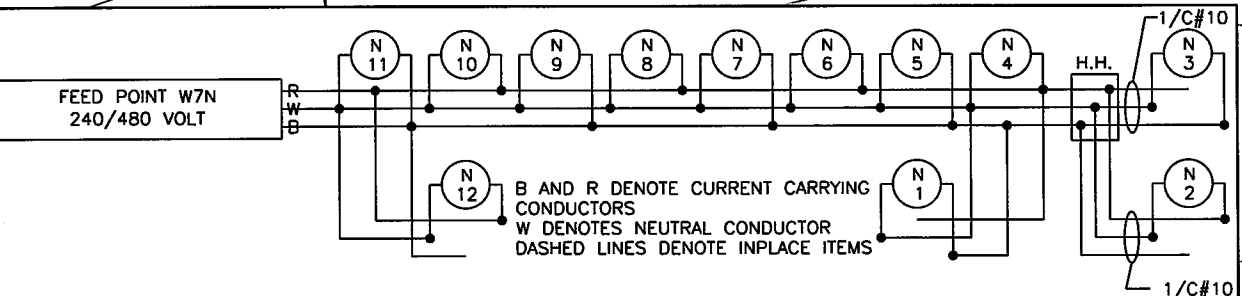 1/C#10
N 11
N 10
N 9
N 8
N 7
N 6
N 5
N 4
H.H.
N 3
FEED POINT W7N
240/480 VOLT
R
W
B
N 12
B AND R DENOTE CURRENT CARRYING
CONDUCTORS
W DENOTES NEUTRAL CONDUCTOR
DASHED LINES DENOTE INPLACE ITEMS
N 1
N 2
1/C#10